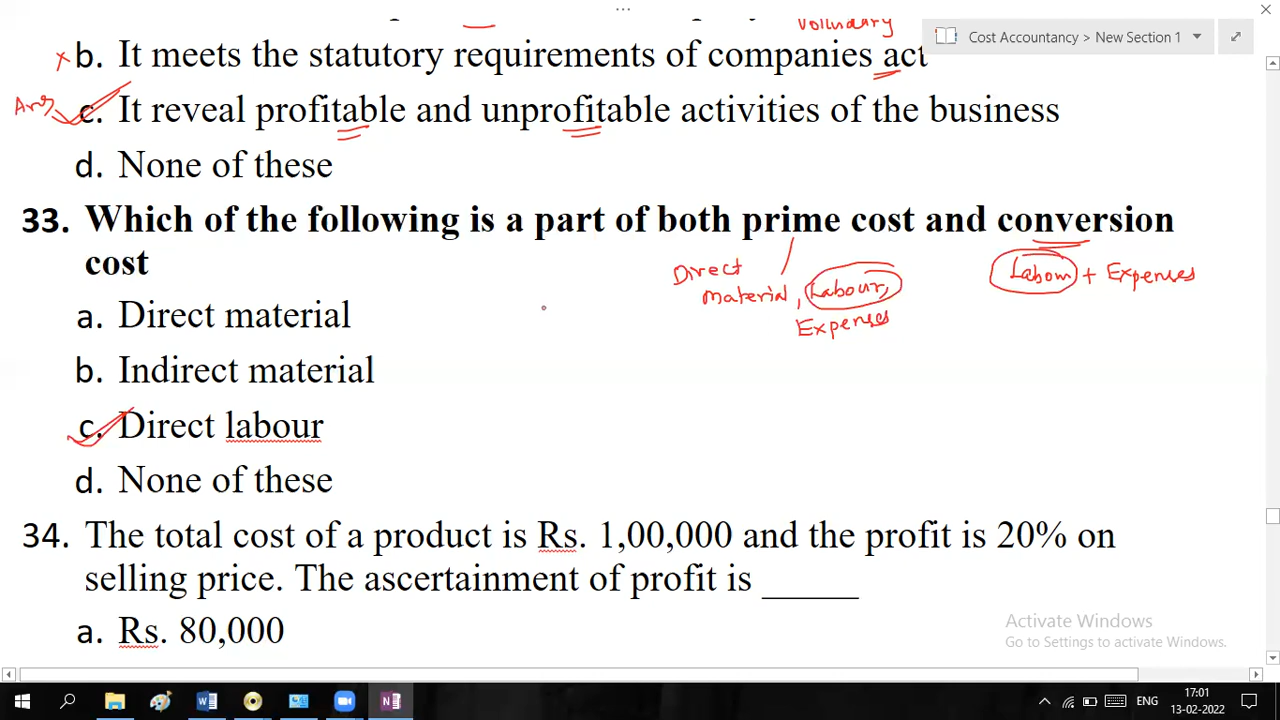 voluntary
Cost Accountancy > New Section 1
x b. It meets the statutory requirements of companies act
Ans c. It reveal profitable and unprofitable activities of the business
d. None of these
33. Which of the following is a part of both prime cost and conversion
cost
Direct
Material, Labour,
Expenses
Labour + Expenses
a. Direct material
b. Indirect material
c. Direct labour
d. None of these
34. The total cost of a product is Rs. 1,00,000 and the profit is 20% on
selling price. The ascertainment of profit is _____
a. Rs. 80,000
Activate Windows
Go to Settings to activate Windows.
ENG
17:01
13-02-2022